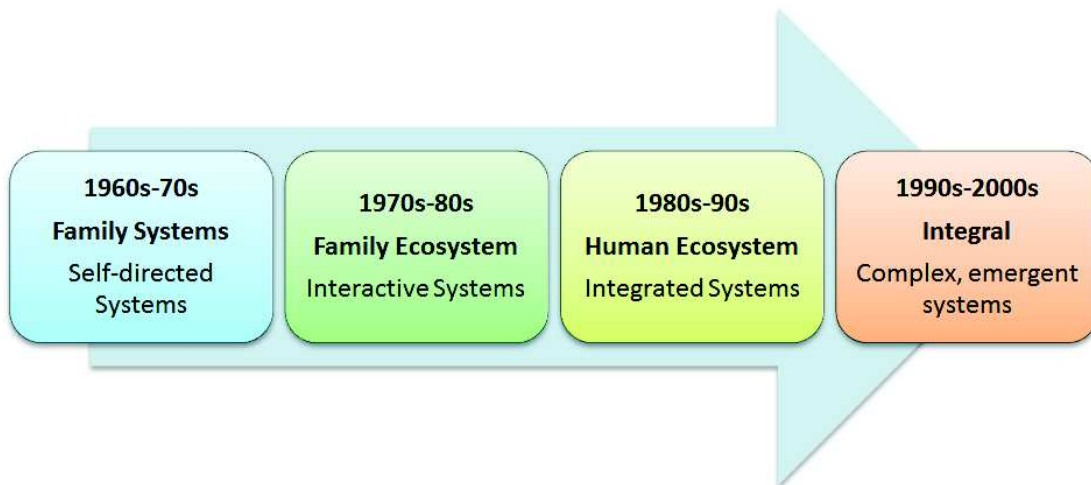 1960s-70s
Family Systems
Self-directed
Systems
1970s-80s
Family Ecosystem
Interactive Systems
1980s-90s
Human Ecosystem
Integrated Systems
1990s-2000s
Integral
Complex, emergent
systems